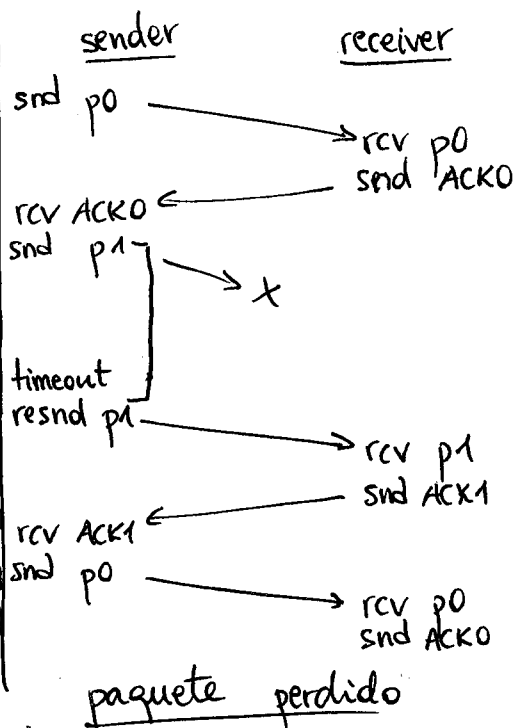 sender receiver
snd p0
rcv p0
snd ACK0
rcv ACK0
snd p1
X
timeout
resnd p1
rcv p1
snd ACK1
rcv ACK1
snd p0
rcv p0
snd ACK0
paquete perdido